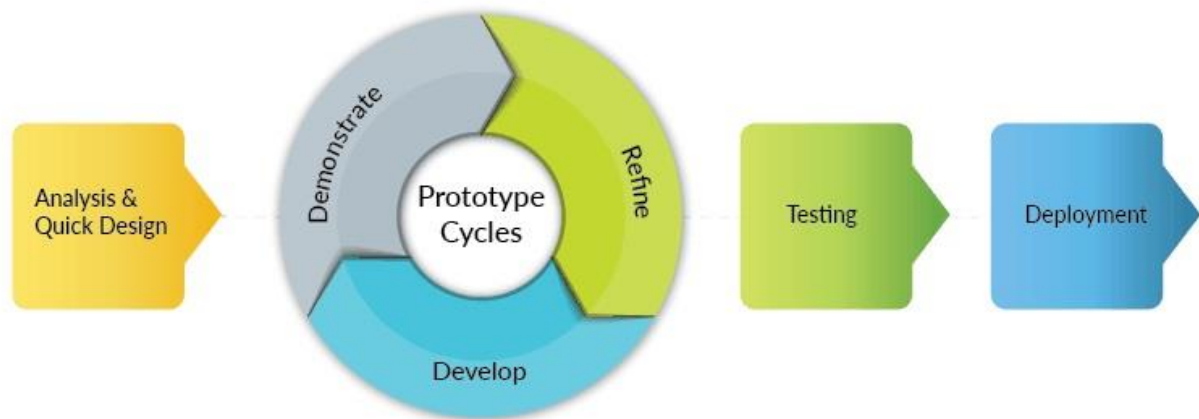 Analysis &
Quick Design
Demonstrate
Refine
Develop
Prototype
Cycles
Testing
Deployment